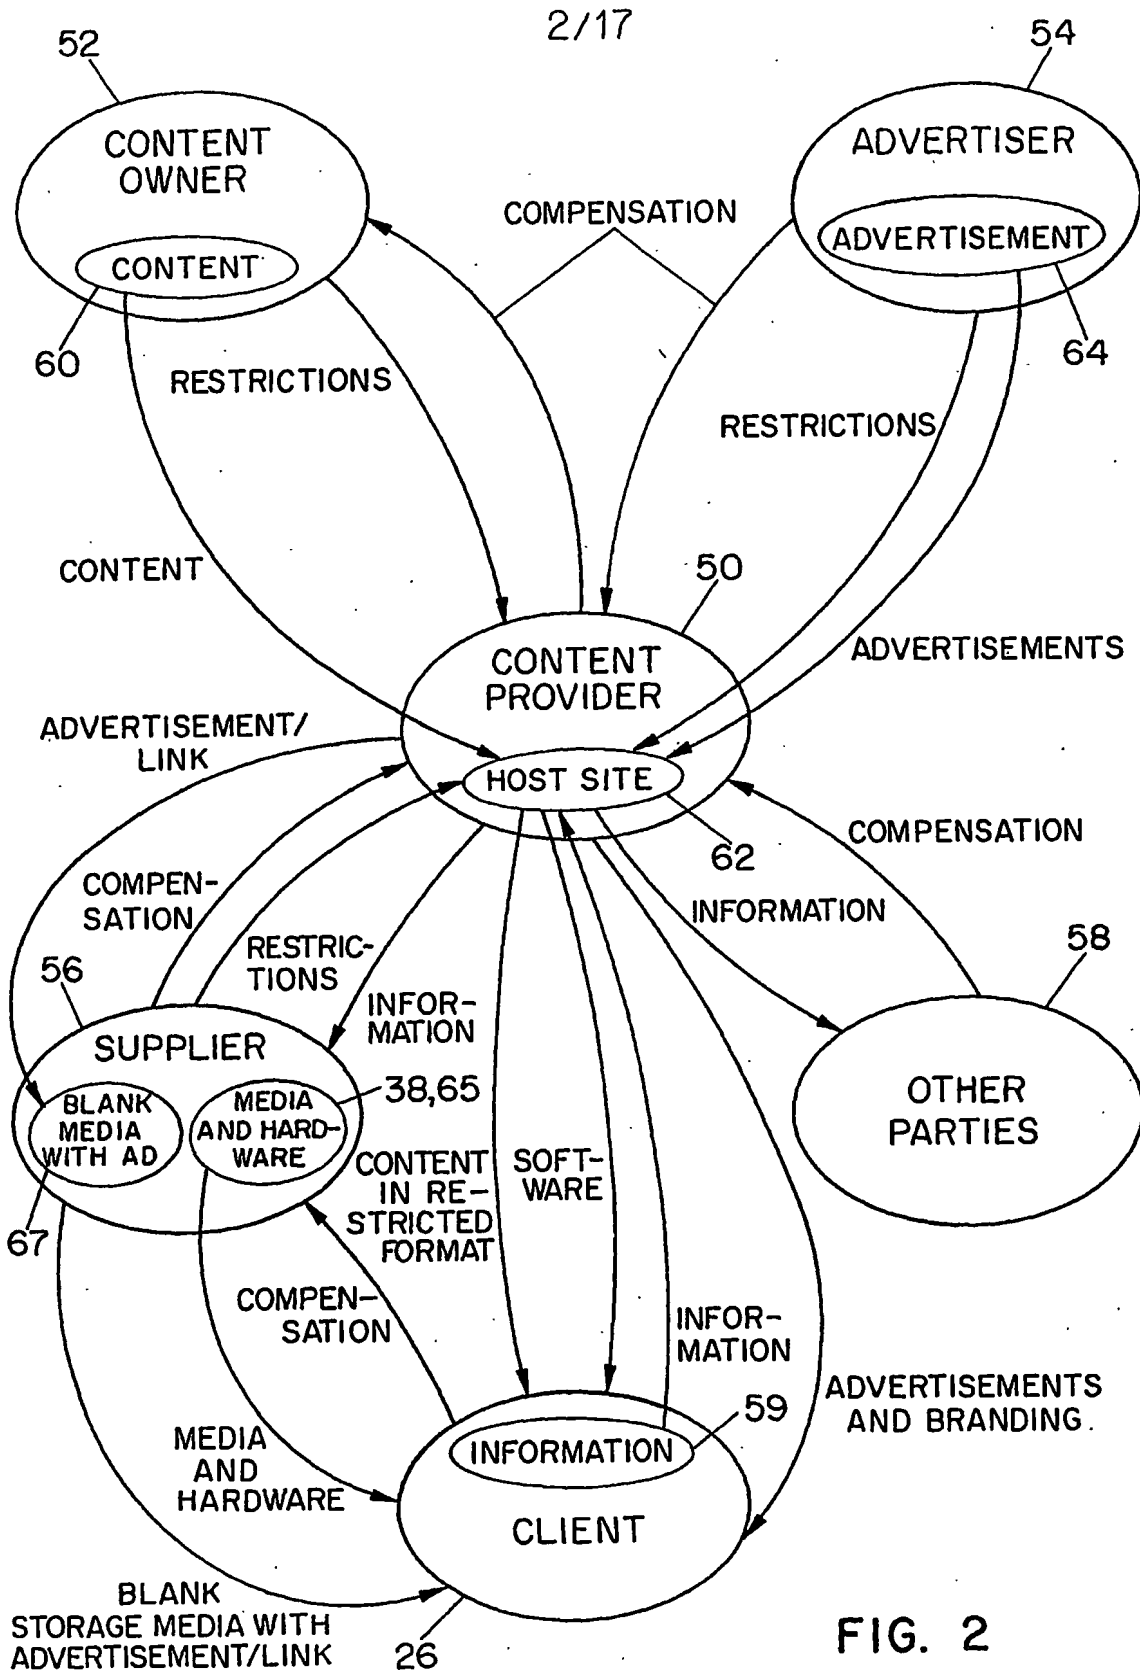 2/17
52
54
CONTENT
OWNER
ADVERTISER
COMPENSATION
ADVERTISEMENT
CONTENT
60
64
RESTRICTIONS
RESTRICTIONS
CONTENT
50
ADVERTISEMENTS
CONTENT
PROVIDER
ADVERTISEMENT/
LINK
HOST SITE
62
COMPENSATION
COMPEN-
SATION
INFORMATION
RESTRIC-
TIONS
56
58
INFOR-
MATION
SUPPLIER
38,65
BLANK
MEDIA
WITH AD
MEDIA
AND HARD-
WARE
OTHER
PARTIES
CONTENT
IN RE-
STRICTED
FORMAT
SOFT-
WARE
67
COMPEN-
SATION
INFOR-
MATION
ADVERTISEMENTS
AND BRANDING.
59
INFORMATION
MEDIA
AND
HARDWARE
CLIENT
BLANK
STORAGE MEDIA WITH
ADVERTISEMENT/LINK
26
FIG. 2